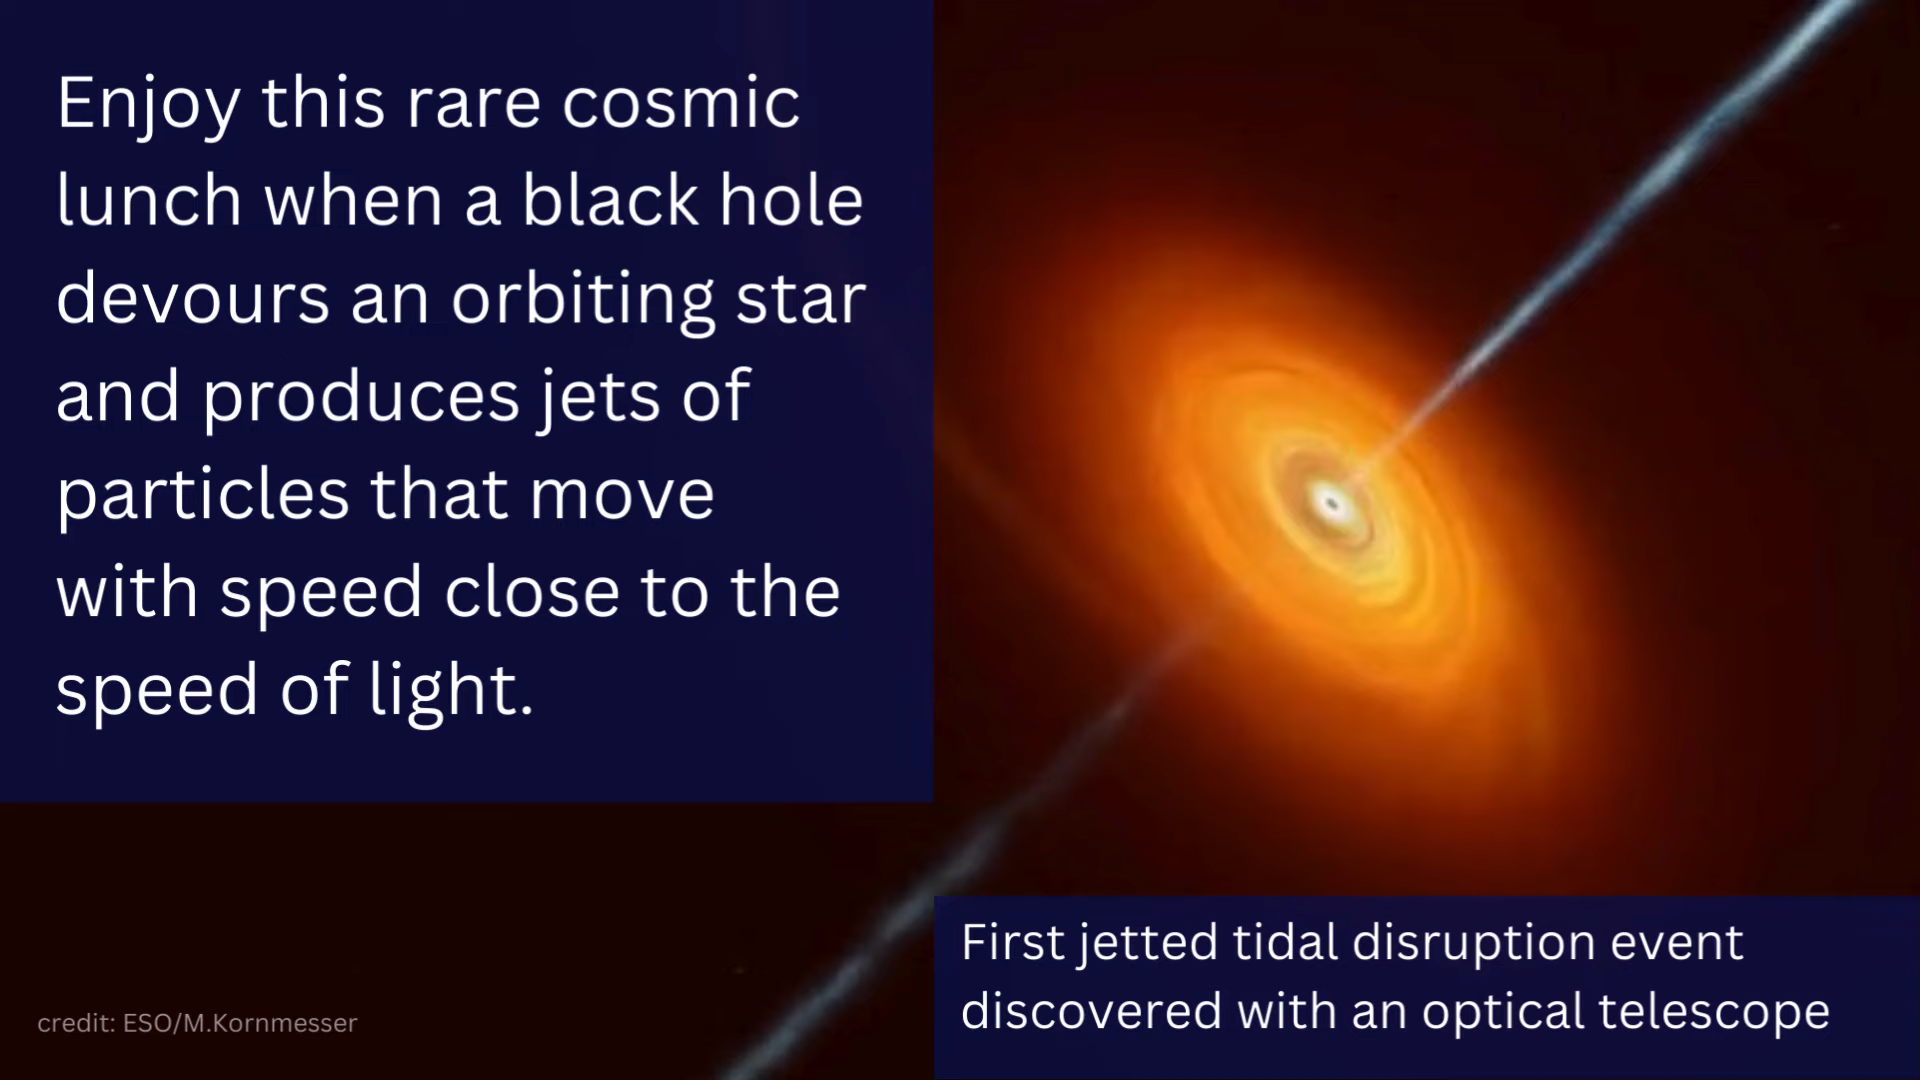 Enjoy this rare cosmic
lunch when a black hole
devours an orbiting star
and produces jets of
particles that move
with speed close to the
speed of light.
First jetted tidal disruption event
discovered with an optical telescope
credit: ESO/M.Kornmesser